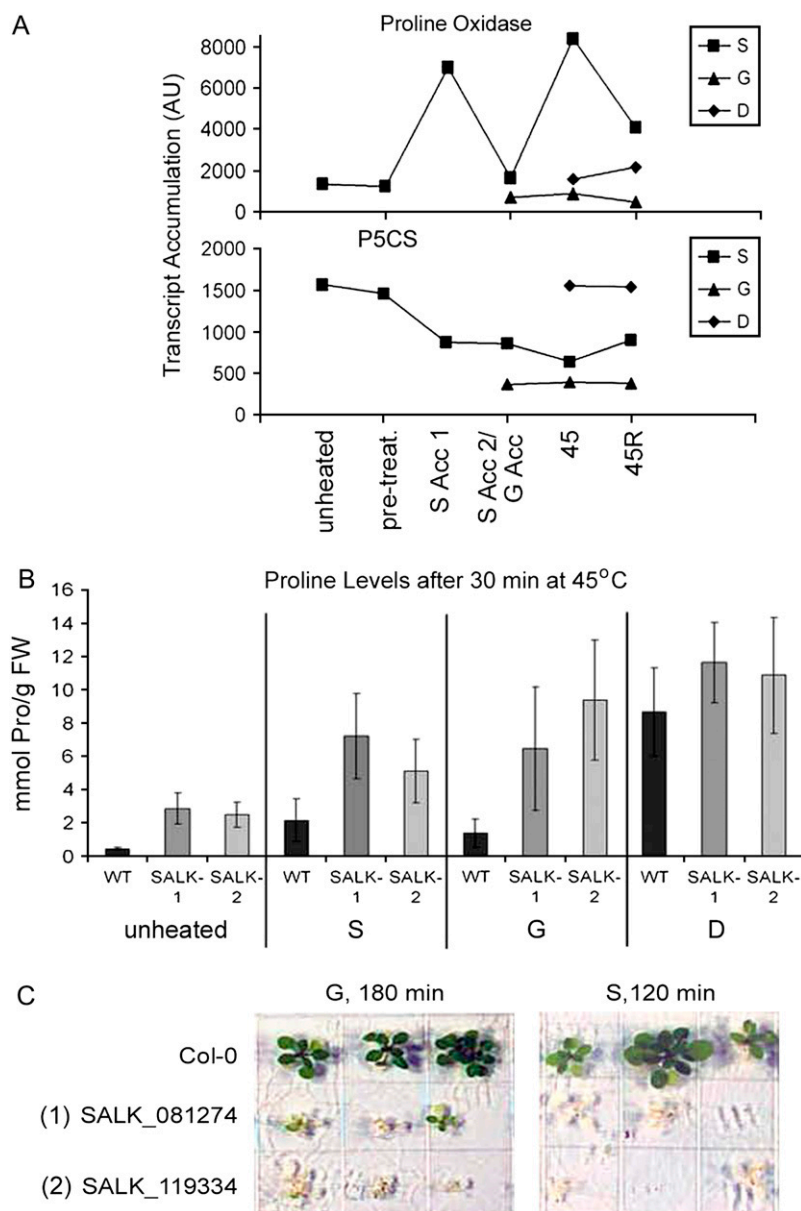 A
Proline Oxidase
Transcript Accumulation (AU)
8000
6000
4000
2000
0
S
G
D
P5CS
2000
1500
1000
500
0
S
G
D
unheated
pre-treat.
S Acc 1
S Acc 2/
G Acc
45
45R
B
Proline Levels after 30 min at 45°C
mmol Pro/g FW
16
14
12
10
8
6
4
2
0
WT SALK-1 SALK-2 WT SALK-1 SALK-2 WT SALK-1 SALK-2 WT SALK-1 SALK-2
unheated S G D
C
G, 180 min S,120 min
Col-0
(1) SALK_081274
(2) SALK_119334